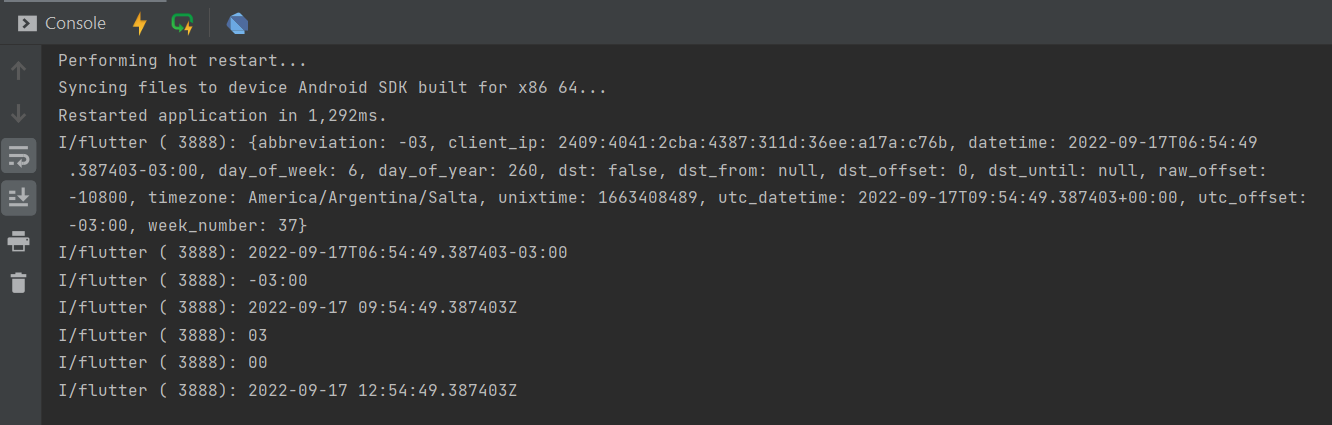 Console
Performing hot restart...
Syncing files to device Android SDK built for x86 64...
Restarted application in 1,292ms.
I/flutter ( 3888): {abbreviation: -03, client_ip: 2409:4041:2cba:4387:311d:36ee:a17a:c76b, datetime: 2022-09-17T06:54:49
.387403-03:00, day_of_week: 6, day_of_year: 260, dst: false, dst_from: null, dst_offset: 0, dst_until: null, raw_offset:
-10800, timezone: America/Argentina/Salta, unixtime: 1663408489, utc_datetime: 2022-09-17T09:54:49.387403+00:00, utc_offset:
-03:00, week_number: 37}
I/flutter ( 3888): 2022-09-17T06:54:49.387403-03:00
I/flutter ( 3888): -03:00
I/flutter ( 3888): 2022-09-17 09:54:49.387403Z
I/flutter ( 3888): 03
I/flutter ( 3888): 00
I/flutter ( 3888): 2022-09-17 12:54:49.387403Z